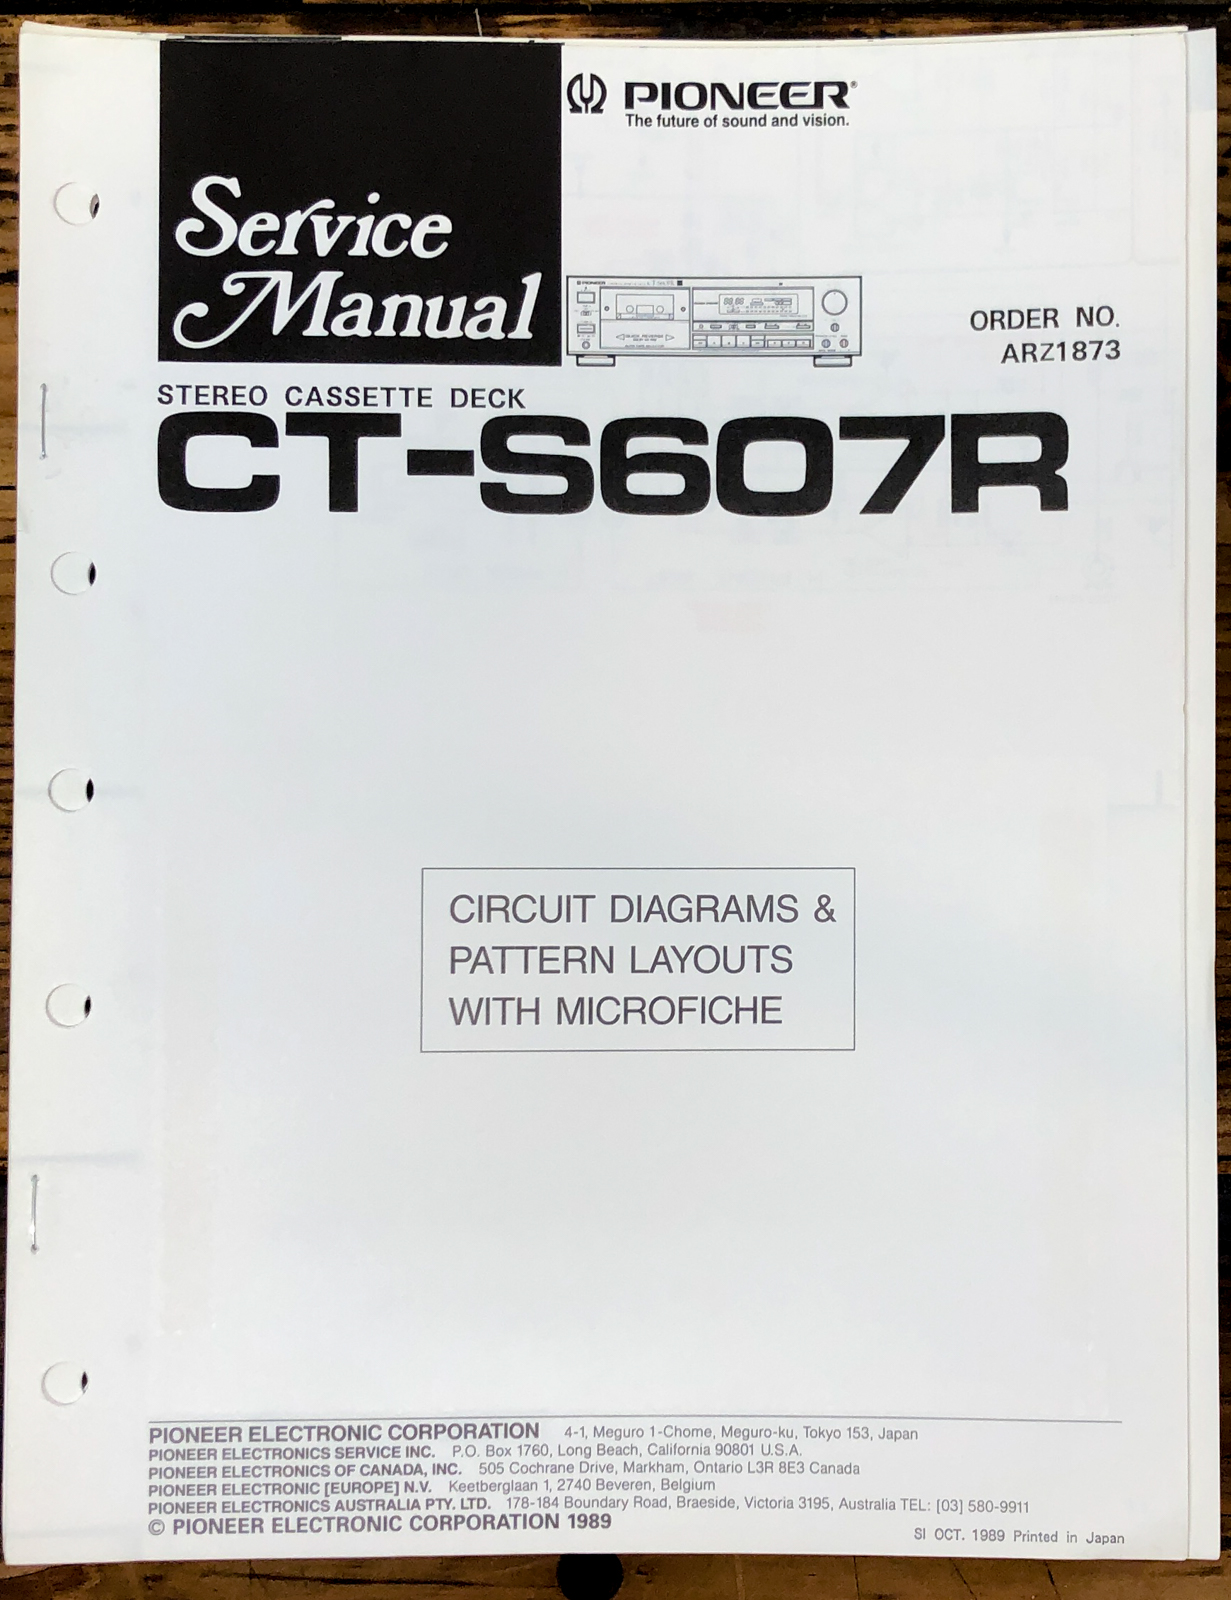 PIONEER®
The future of sound and vision.
Service
Manual
ORDER NO.
ARZ1873
STEREO CASSETTE DECK
CT-S607R
CIRCUIT DIAGRAMS &
PATTERN LAYOUTS
WITH MICROFICHE
PIONEER ELECTRONIC CORPORATION 4-1, Meguro 1-Chome, Meguro-ku, Tokyo 153, Japan
PIONEER ELECTRONICS SERVICE INC. P.O. Box 1760, Long Beach, California 90801 U.S.A.
PIONEER ELECTRONICS OF CANADA, INC. 505 Cochrane Drive, Markham, Ontario L3R 8E3 Canada
PIONEER ELECTRONIC [EUROPE] N.V. Keetberglaan 1, 2740 Beveren, Belgium
PIONEER ELECTRONICS AUSTRALIA PTY. LTD. 178-184 Boundary Road, Braeside, Victoria 3195, Australia TEL: [03] 580-9911
© PIONEER ELECTRONIC CORPORATION 1989
SI OCT. 1989 Printed in Japan